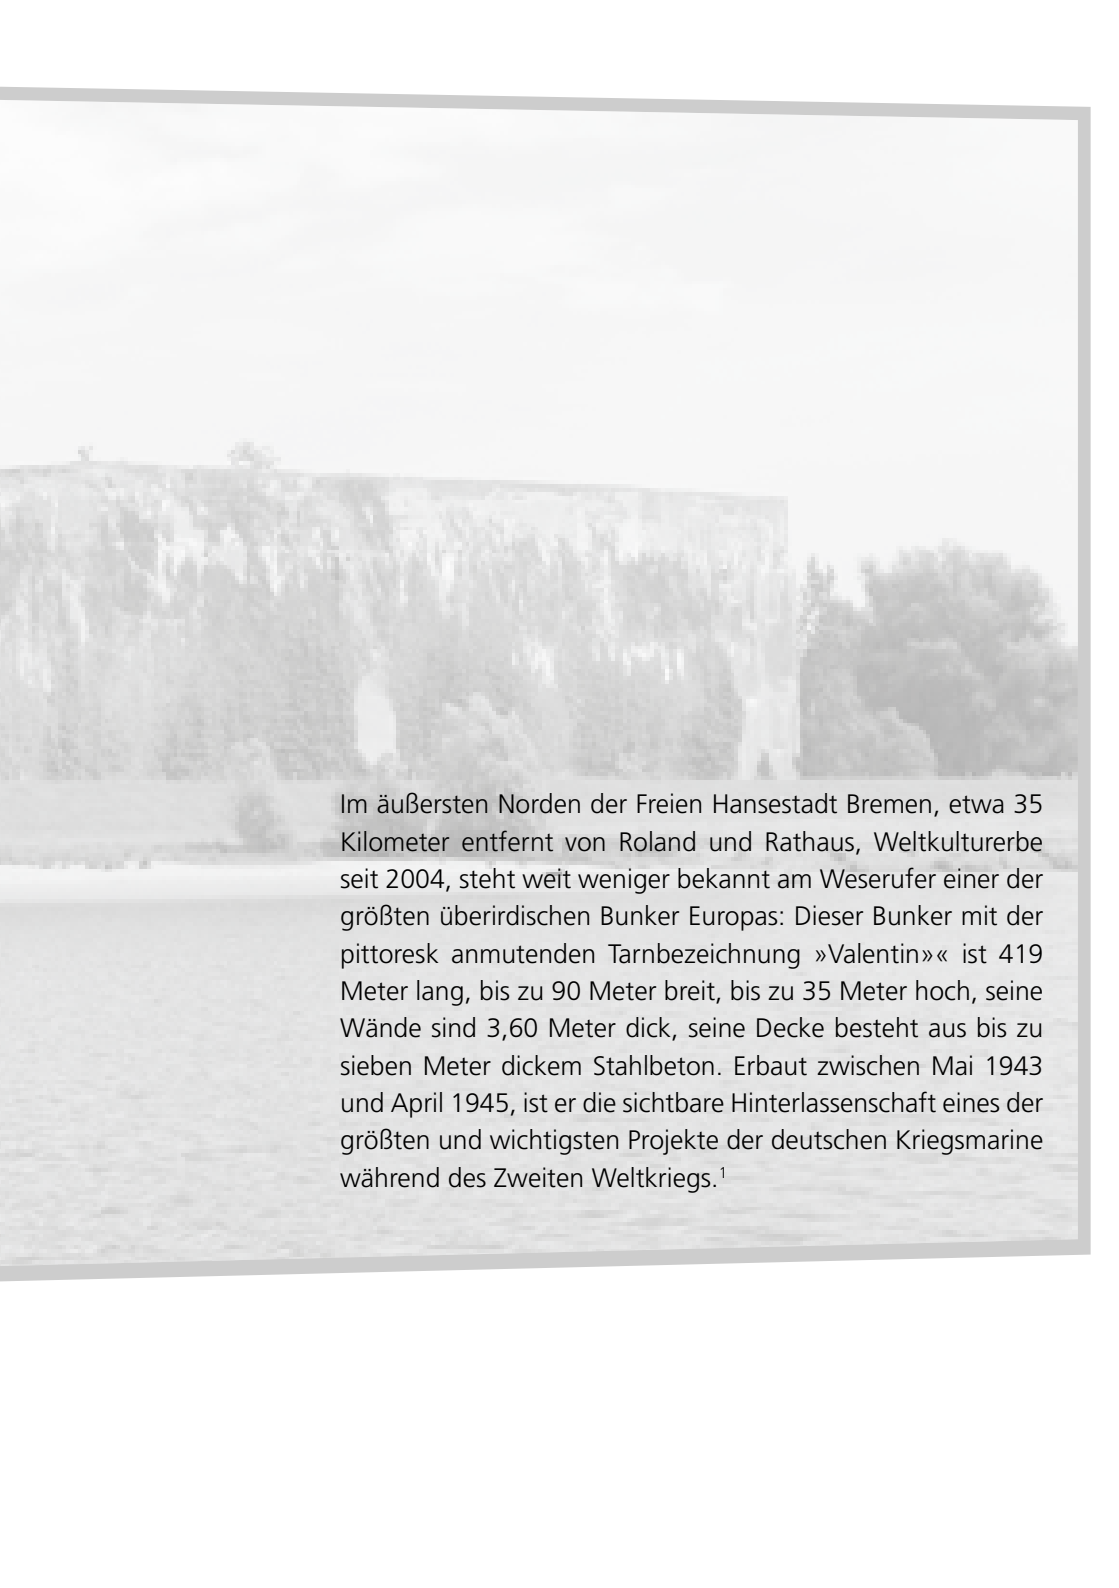 Im äußersten Norden der Freien Hansestadt Bremen, etwa 35
Kilometer entfernt von Roland und Rathaus, Weltkulturerbe
seit 2004, steht weit weniger bekannt am Weserufer einer der
größten überirdischen Bunker Europas: Dieser Bunker mit der
pittoresk anmutenden Tarnbezeichnung »Valentin»« ist 419
Meter lang, bis zu 90 Meter breit, bis zu 35 Meter hoch, seine
Wände sind 3,60 Meter dick, seine Decke besteht aus bis zu
sieben Meter dickem Stahlbeton. Erbaut zwischen Mai 1943
und April 1945, ist er die sichtbare Hinterlassenschaft eines der
größten und wichtigsten Projekte der deutschen Kriegsmarine
während des Zweiten Weltkriegs.¹